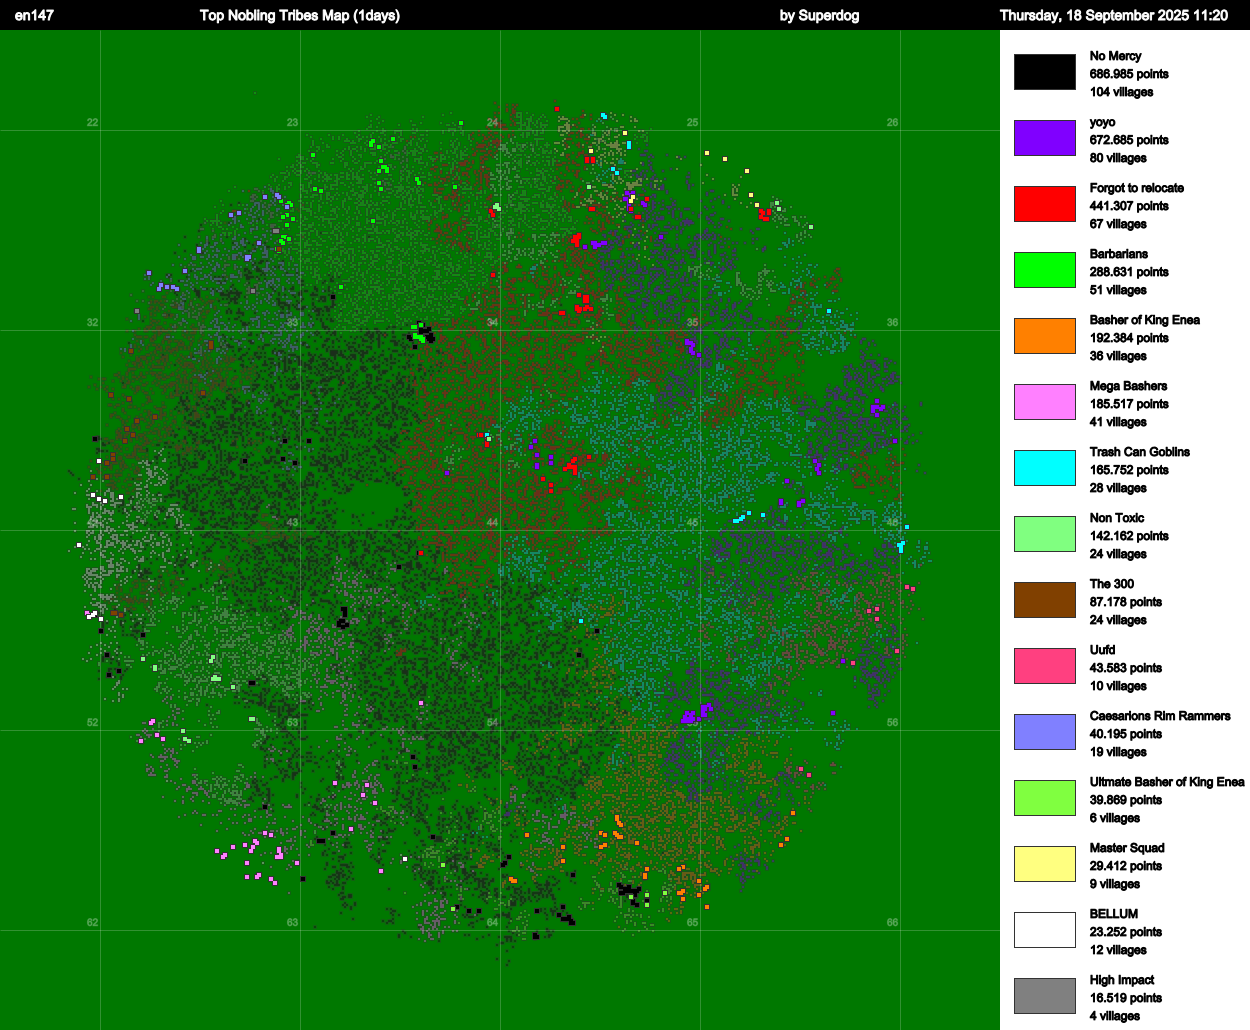 en147 Top Nobling Tribes Map (1days) by Superdog Thursday, 18 September 2025 11:20
22 23 24 25 26
32 33 34 35 36
43 44 45 46
52 53 54 55 56
62 63 64 65 66
No Mercy
686.985 points
104 villages
yoyo
672.685 points
80 villages
Forgot to relocate
441.307 points
67 villages
Barbarians
288.631 points
51 villages
Basher of King Enea
192.384 points
36 villages
Mega Bashers
185.517 points
41 villages
Trash Can Goblins
165.752 points
28 villages
Non Toxic
142.162 points
24 villages
The 300
87.178 points
24 villages
Uufd
43.583 points
10 villages
Caesarions Rim Rammers
40.195 points
19 villages
Ultmate Basher of King Enea
39.869 points
6 villages
Master Squad
29.412 points
9 villages
BELLUM
23.252 points
12 villages
High Impact
16.519 points
4 villages